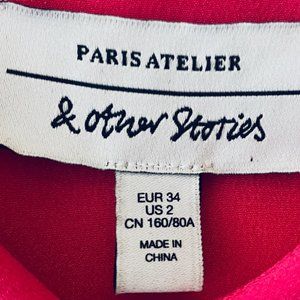 PARIS ATELIER
& other Stories
EUR 34
US 2
CN 160/80A
MADE IN
CHINA